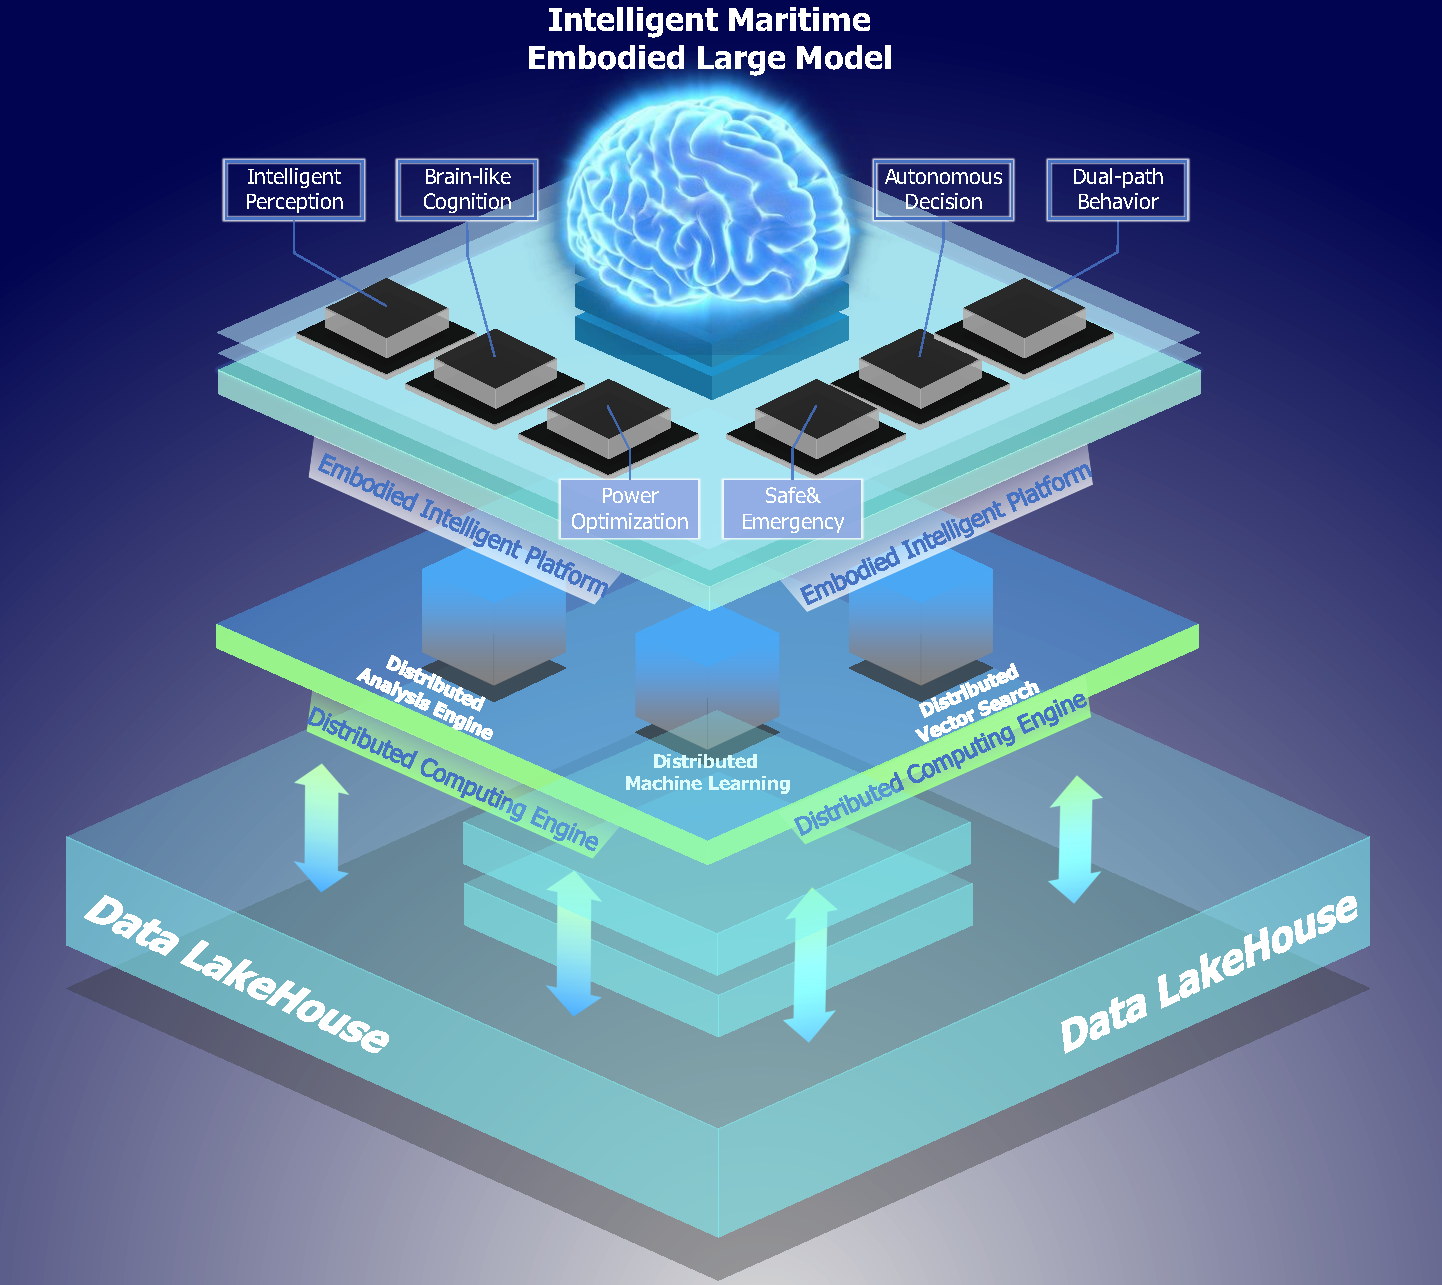 Intelligent Maritime
Embodied Large Model
Intelligent
Perception
Brain-like
Cognition
Autonomous
Decision
Dual-path
Behavior
Power
Optimization
Safe&
Emergency
Embodied Intelligent Platform
Embodied Intelligent Platform
Distributed
Analysis Engine
Distributed
Machine Learning
Distributed
Vector Search
Distributed Computing Engine
Distributed Computing Engine
Data LakeHouse
Data LakeHouse